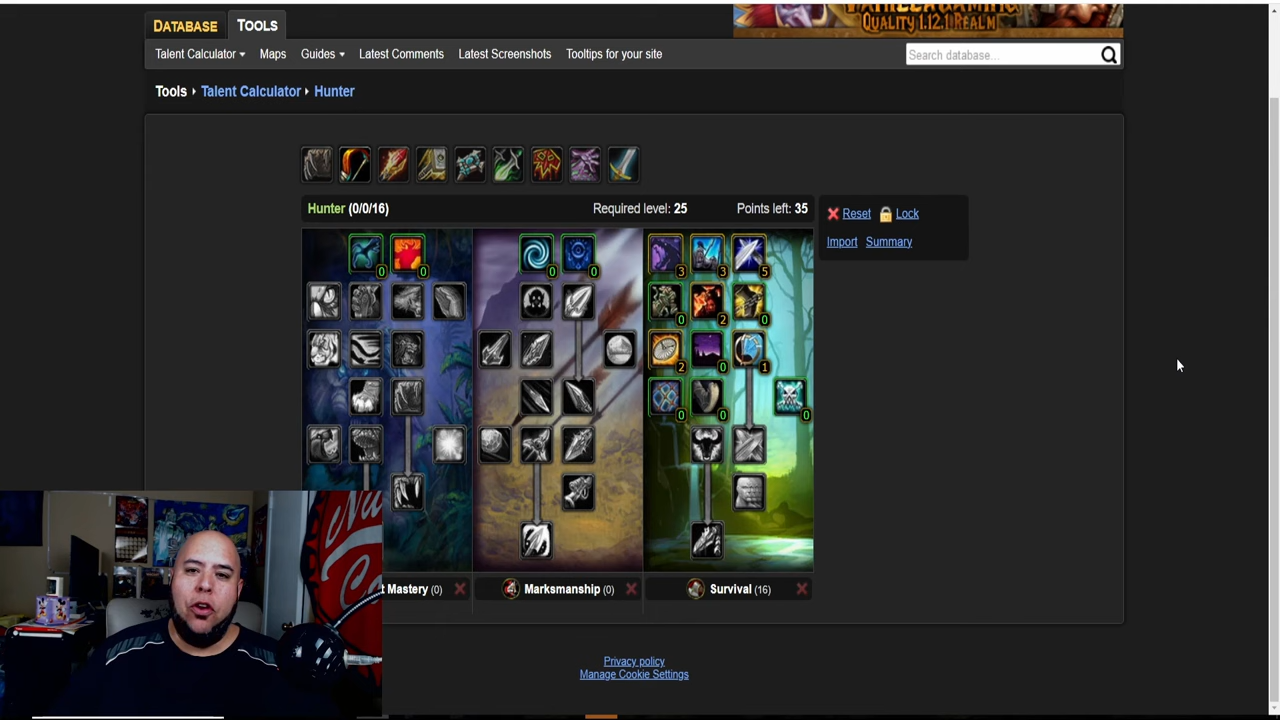 DATABASE
TOOLS
QUALITY 1.12.1 REALM
Talent Calculator
Maps
Guides
Latest Comments
Latest Screenshots
Tooltips for your site
Search database...
Tools
Talent Calculator
Hunter
Hunter (0/0/16)
Required level: 25
Points left: 35
Reset
Lock
Import
Summary
0 0 0 0 3 3 5
0 2 0
2 0 1
0 0 0
t Mastery (0)
Marksmanship (0)
Survival (16)
Privacy policy
Manage Cookie Settings